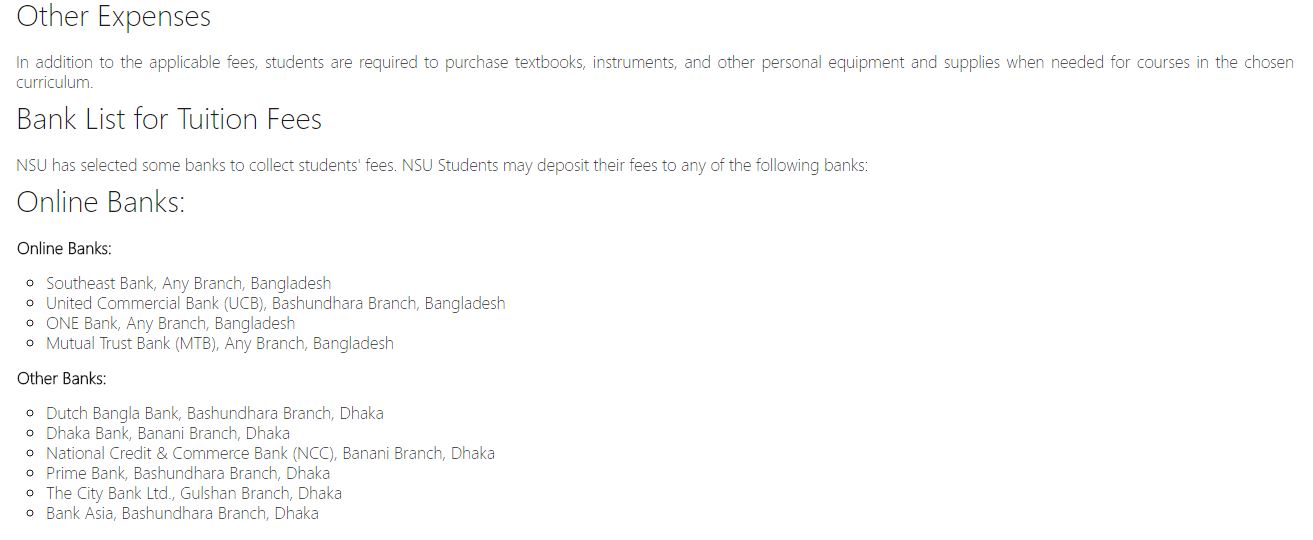 Other Expenses
In addition to the applicable fees, students are required to purchase textbooks, instruments, and other personal equipment and supplies when needed for courses in the chosen
curriculum.
Bank List for Tuition Fees
NSU has selected some banks to collect students' fees. NSU Students may deposit their fees to any of the following banks:
Online Banks:
Online Banks:
Southeast Bank, Any Branch, Bangladesh
United Commercial Bank (UCB), Bashundhara Branch, Bangladesh
ONE Bank, Any Branch, Bangladesh
Mutual Trust Bank (MTB), Any Branch, Bangladesh
Other Banks:
Dutch Bangla Bank, Bashundhara Branch, Dhaka
Dhaka Bank, Banani Branch, Dhaka
National Credit & Commerce Bank (NCC), Banani Branch, Dhaka
Prime Bank, Bashundhara Branch, Dhaka
The City Bank Ltd., Gulshan Branch, Dhaka
Bank Asia, Bashundhara Branch, Dhaka